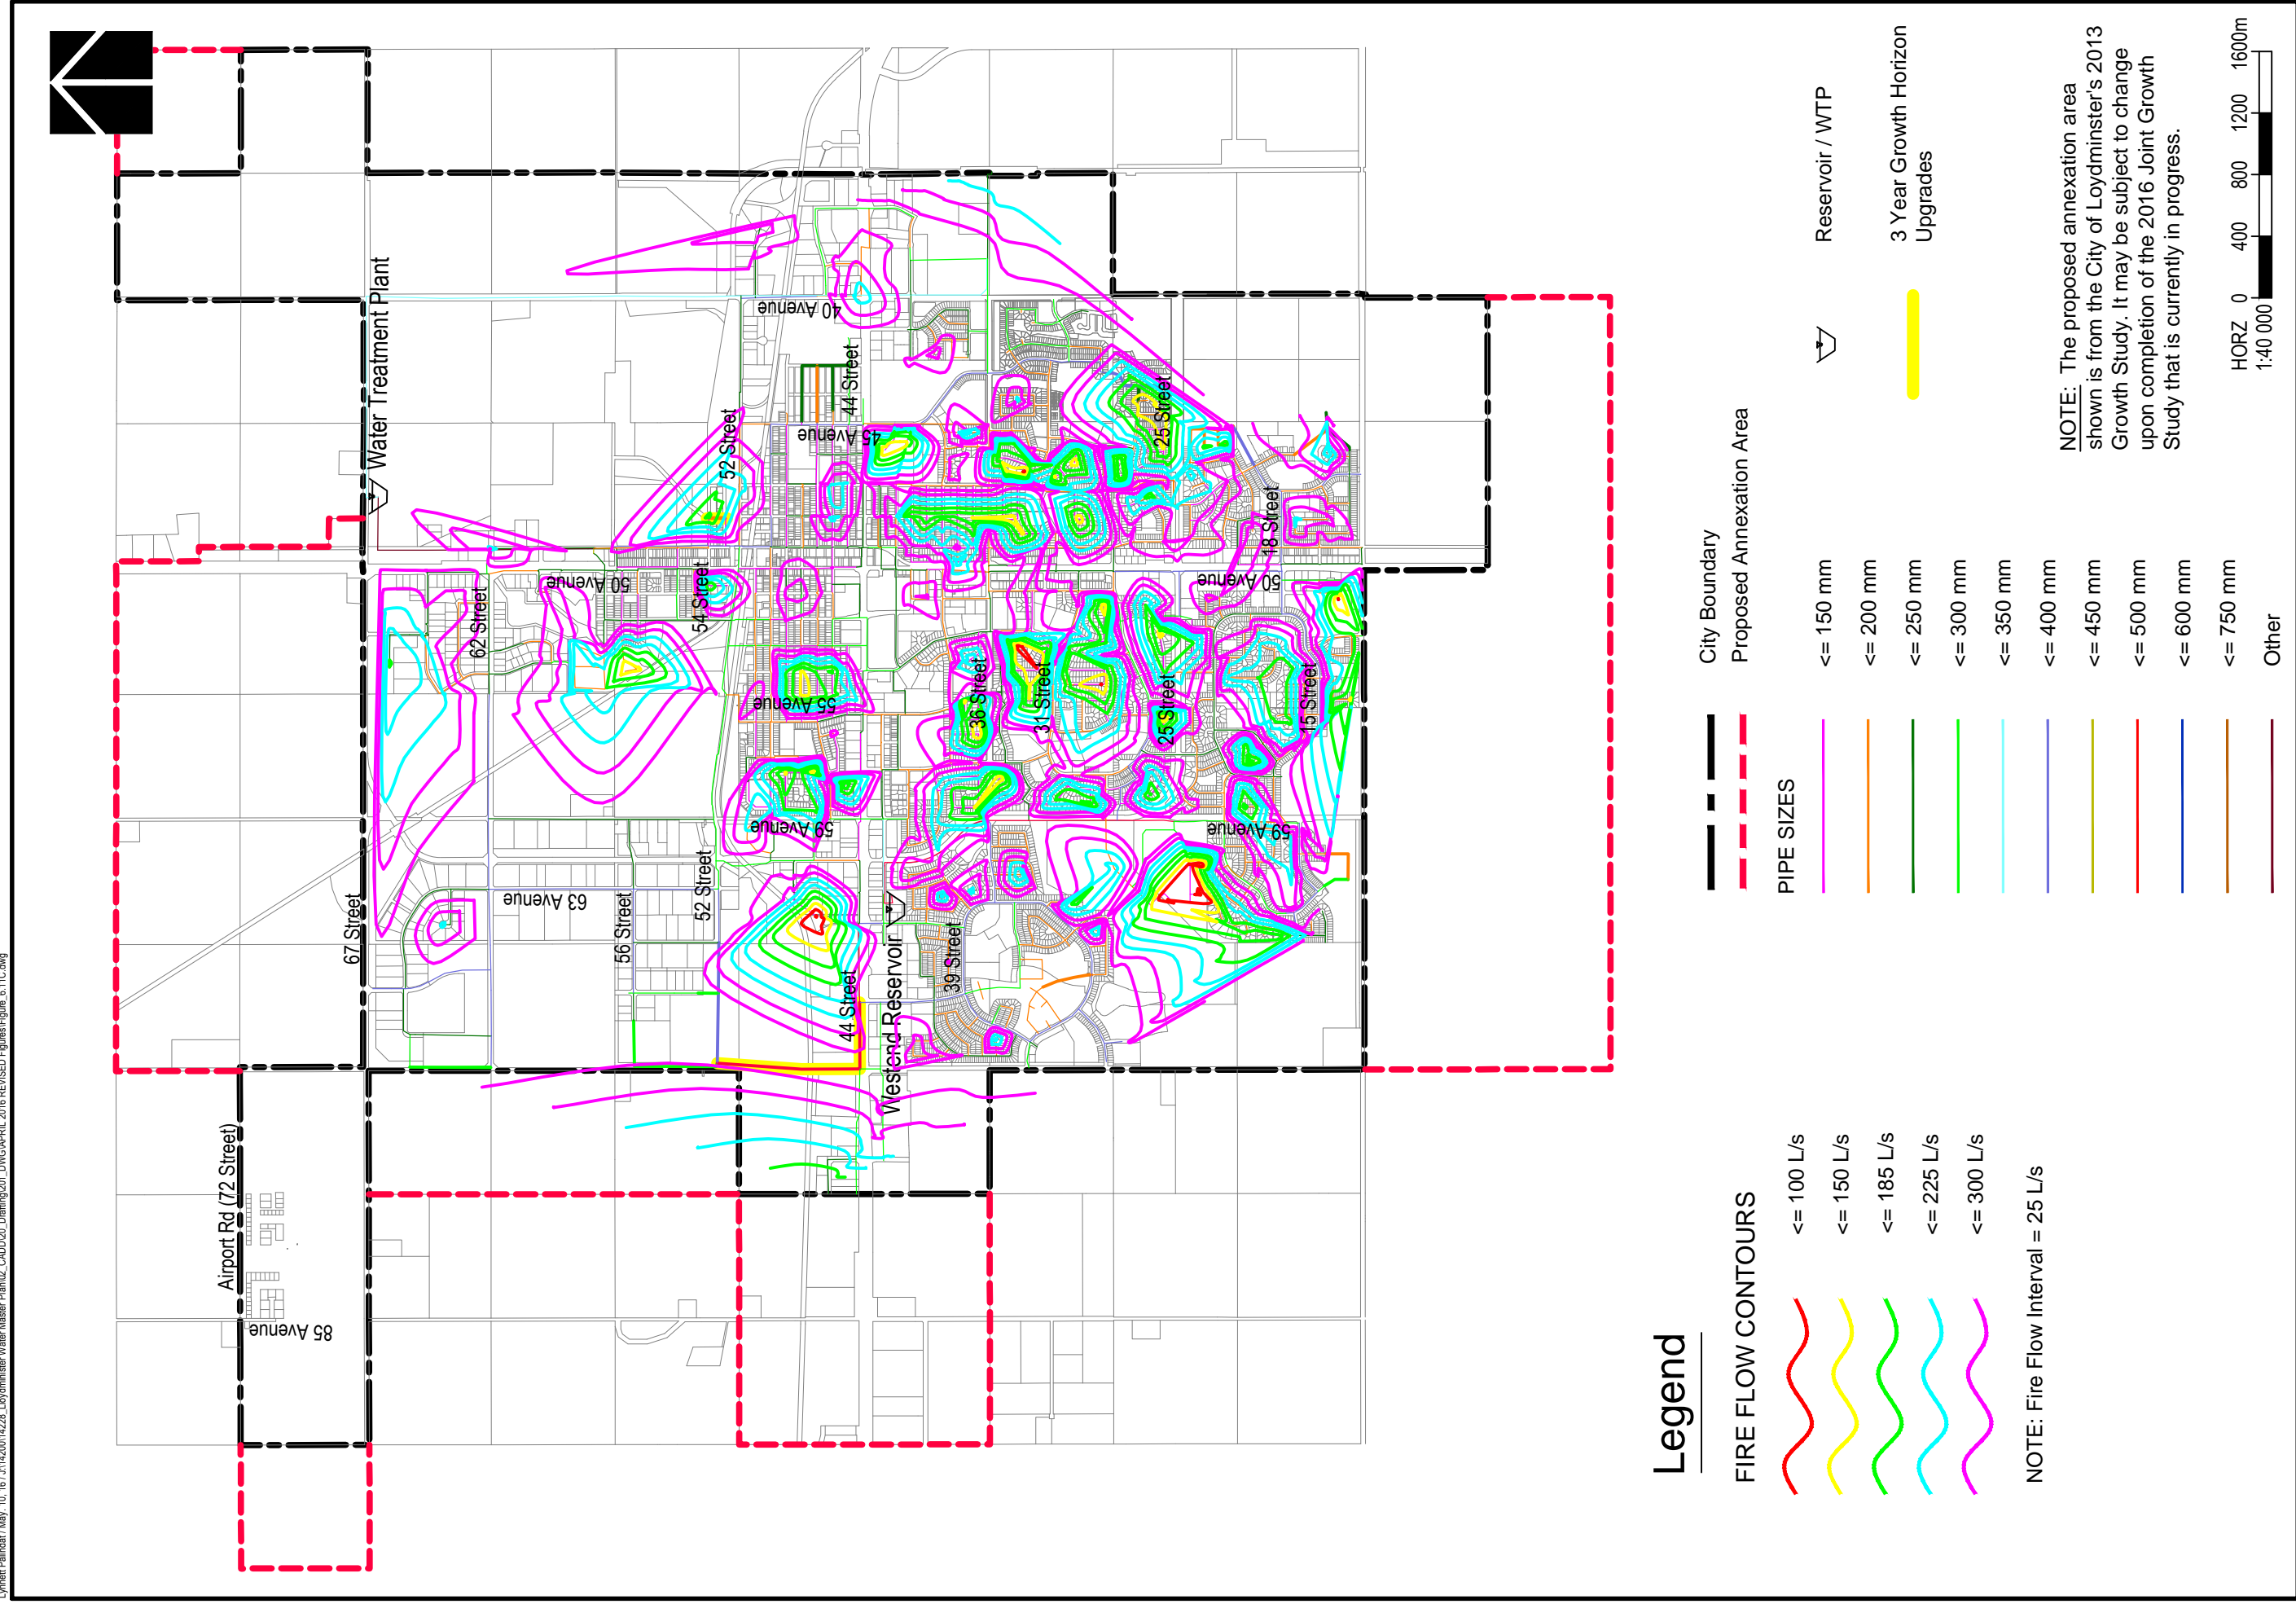 Airport Rd (72 Street)
85 Avenue
67 Street
Water Treatment Plant
62 Street
63 Avenue
50 Avenue
56 Street
52 Street
54 Street
52 Street
59 Avenue
55 Avenue
45 Avenue
40 Avenue
44 Street
44 Street
Westend Reservoir
39 Street
36 Street
31 Street
25 Street
25 Street
59 Avenue
50 Avenue
18 Street
15 Street
Legend
FIRE FLOW CONTOURS
<= 100 L/s
<= 150 L/s
<= 185 L/s
<= 225 L/s
<= 300 L/s
NOTE: Fire Flow Interval = 25 L/s
City Boundary
Proposed Annexation Area
PIPE SIZES
<= 150 mm
<= 200 mm
<= 250 mm
<= 300 mm
<= 350 mm
<= 400 mm
<= 450 mm
<= 500 mm
<= 600 mm
<= 750 mm
Other
Reservoir / WTP
3 Year Growth Horizon
Upgrades
NOTE: The proposed annexation area
shown is from the City of Loydminster's 2013
Growth Study. It may be subject to change
upon completion of the 2016 Joint Growth
Study that is currently in progress.
HORZ 0 400 800 1200 1600m
1:40 000